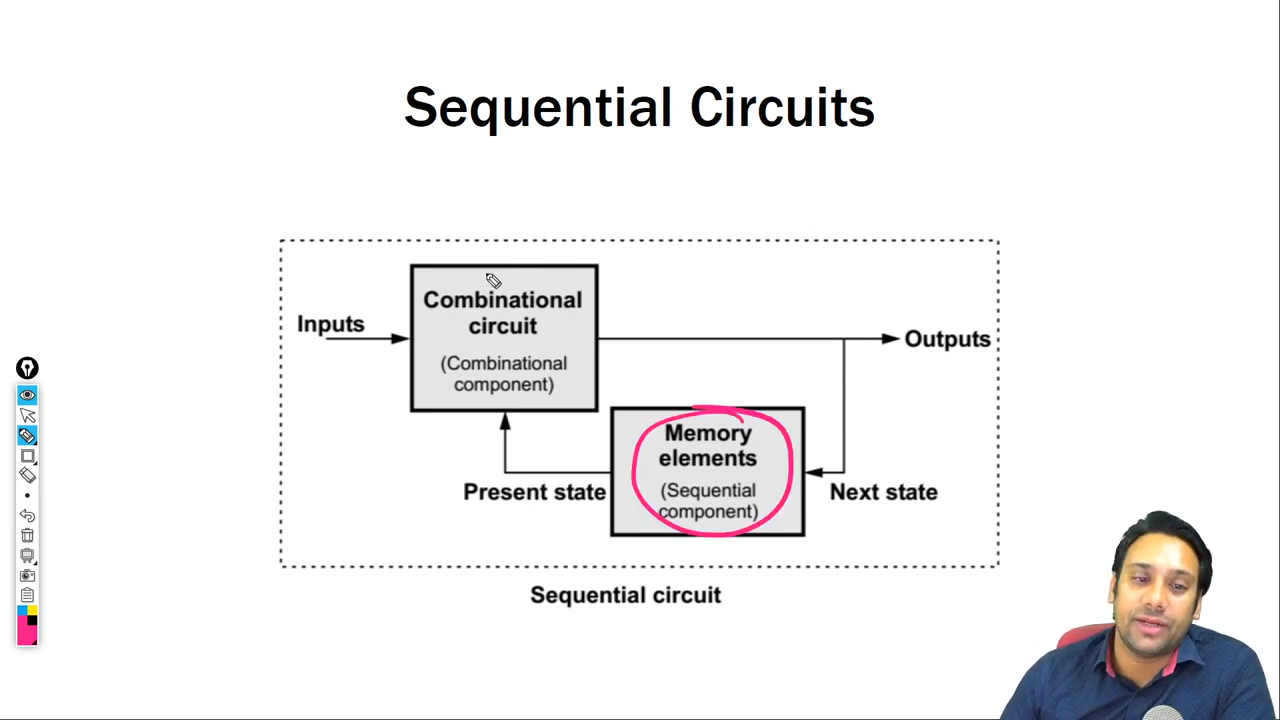 Sequential Circuits
Combinational
circuit
(Combinational
component)
Inputs
Outputs
Memory
elements
(Sequential
component)
Present state
Next state
Sequential circuit